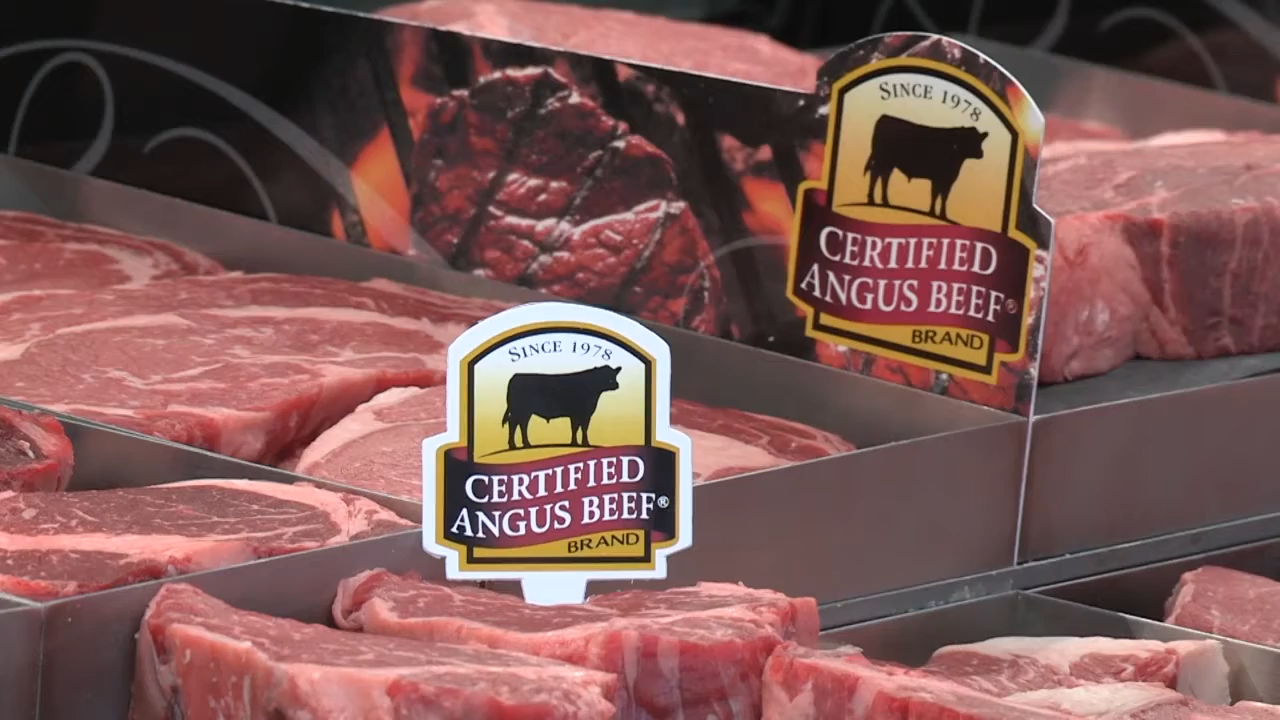 SINCE 1978
CERTIFIED
ANGUS BEEF®
BRAND
SINCE 1978
CERTIFIED
ANGUS BEEF®
BRAND